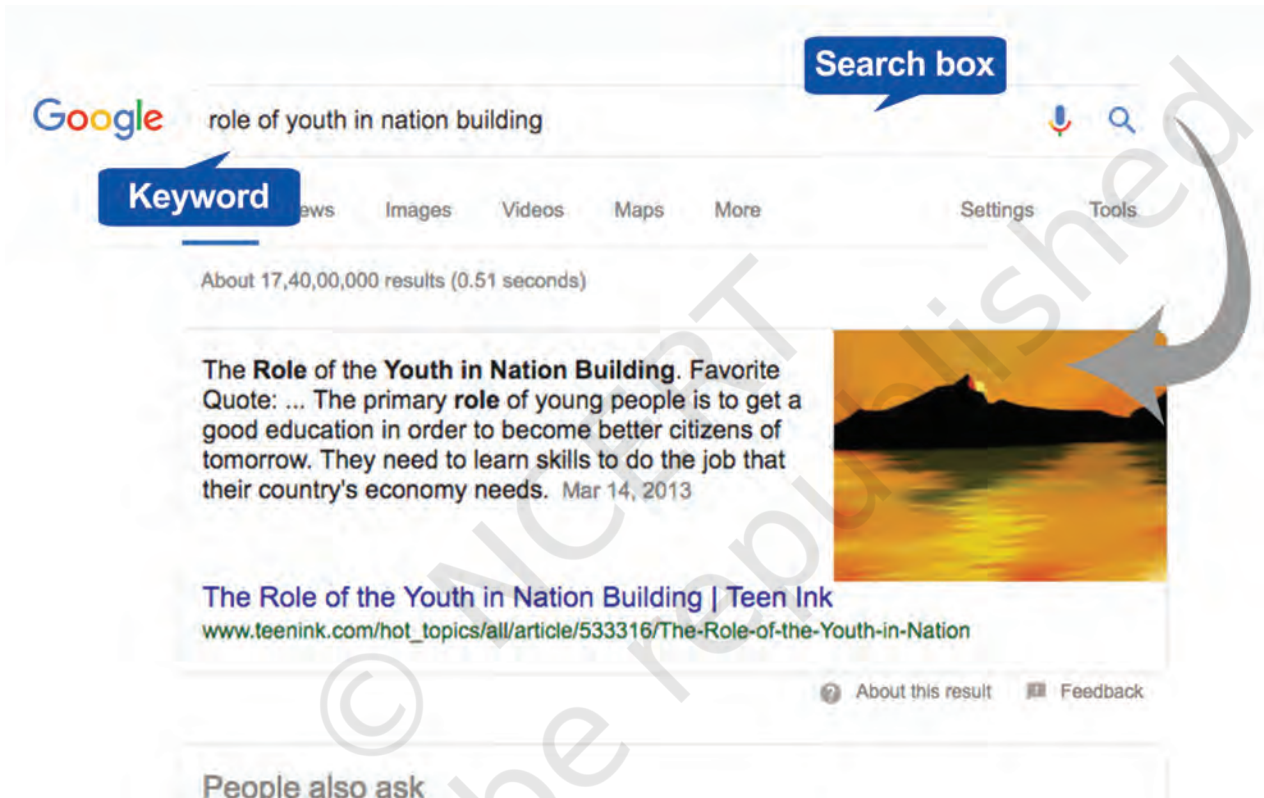 Search box
Google role of youth in nation building
Keyword ews Images Videos Maps More Settings Tools
About 17,40,00,000 results (0.51 seconds)
The Role of the Youth in Nation Building. Favorite
Quote: ... The primary role of young people is to get a
good education in order to become better citizens of
tomorrow. They need to learn skills to do the job that
their country's economy needs. Mar 14, 2013
The Role of the Youth in Nation Building | Teen Ink
www.teenink.com/hot_topics/all/article/533316/The-Role-of-the-Youth-in-Nation
About this result Feedback
People also ask
© NCERT
be republished